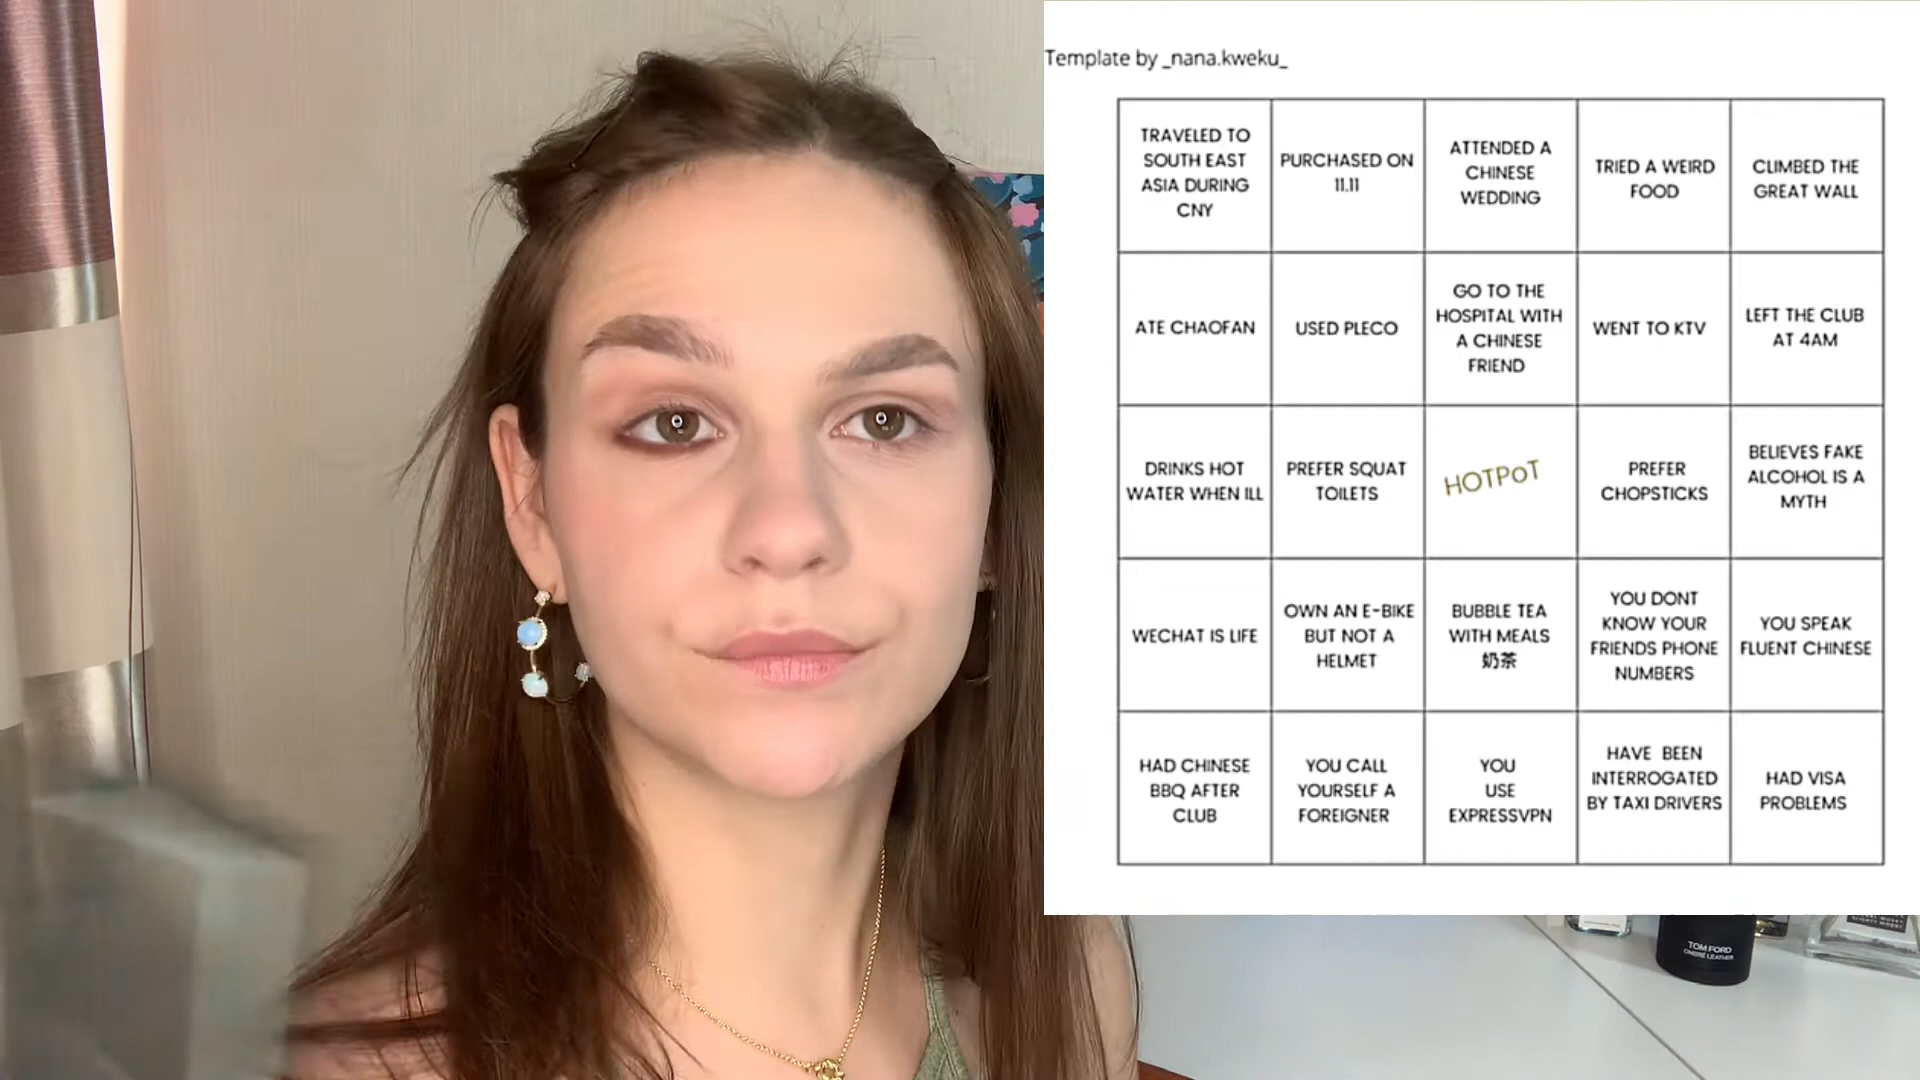 Template by _nana.kweku_
TRAVELED TO
SOUTH EAST
ASIA DURING
CNY
PURCHASED ON
11.11
ATTENDED A
CHINESE
WEDDING
TRIED A WEIRD
FOOD
CLIMBED THE
GREAT WALL
ATE CHAOFAN
USED PLECO
GO TO THE
HOSPITAL WITH
A CHINESE
FRIEND
WENT TO KTV
LEFT THE CLUB
AT 4AM
DRINKS HOT
WATER WHEN ILL
PREFER SQUAT
TOILETS
HOTPoT
PREFER
CHOPSTICKS
BELIEVES FAKE
ALCOHOL IS A
MYTH
WECHAT IS LIFE
OWN AN E-BIKE
BUT NOT A
HELMET
BUBBLE TEA
WITH MEALS
奶茶
YOU DONT
KNOW YOUR
FRIENDS PHONE
NUMBERS
YOU SPEAK
FLUENT CHINESE
HAD CHINESE
BBQ AFTER
CLUB
YOU CALL
YOURSELF A
FOREIGNER
YOU
USE
EXPRESSVPN
HAVE BEEN
INTERROGATED
BY TAXI DRIVERS
HAD VISA
PROBLEMS
TOM FORD
OMBRÉ LEATHER